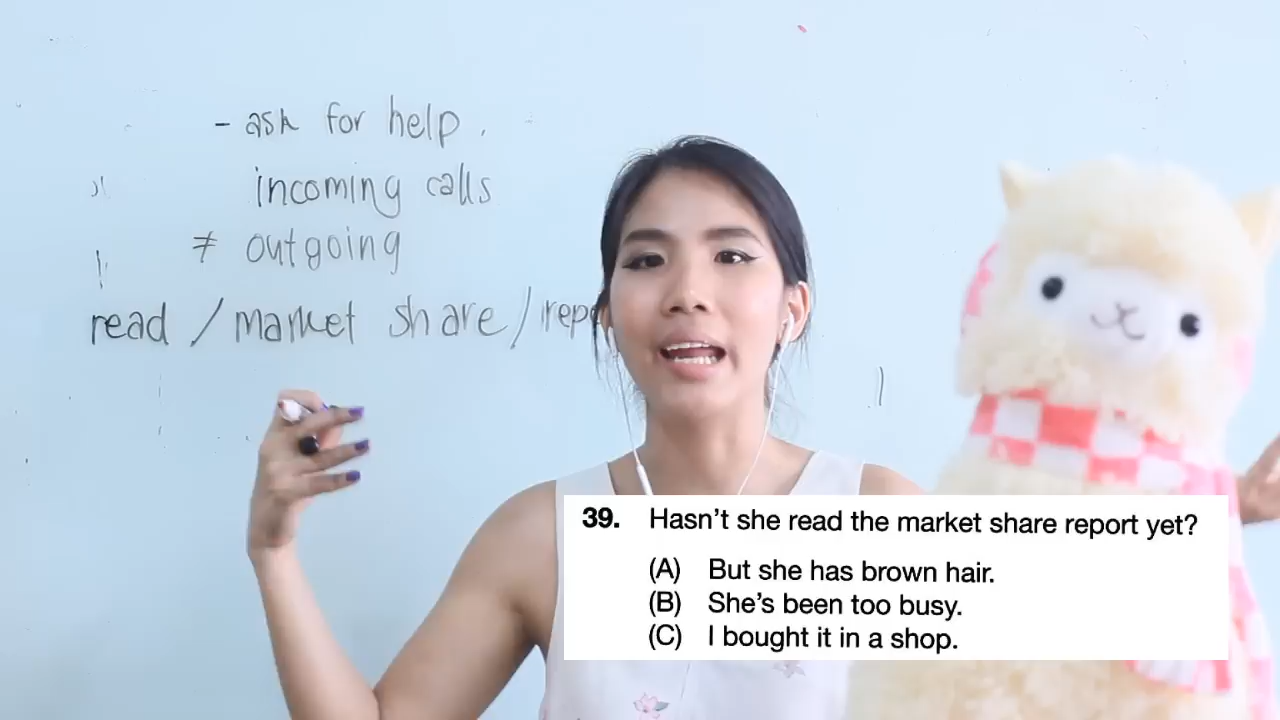 - ask for help.
incoming calls
≠ outgoing
read / market share /
39. Hasn't she read the market share report yet?
(A) But she has brown hair.
(B) She's been too busy.
(C) I bought it in a shop.